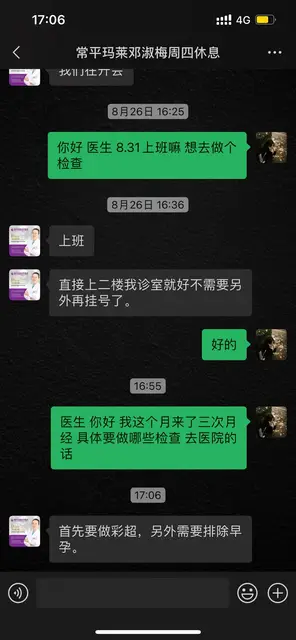 17:06
4G
常平玛莱邓淑梅周四休息
我们在开会
8月26日 16:25
你好 医生 8.31上班嘛 想去做个
检查
8月26日 16:36
上班
直接上二楼我诊室就好不需要另
外再挂号了。
好的
16:55
医生 你好 我这个月来了三次月
经 具体要做哪些检查 去医院的
话
17:06
首先要做彩超，另外需要排除早
孕。